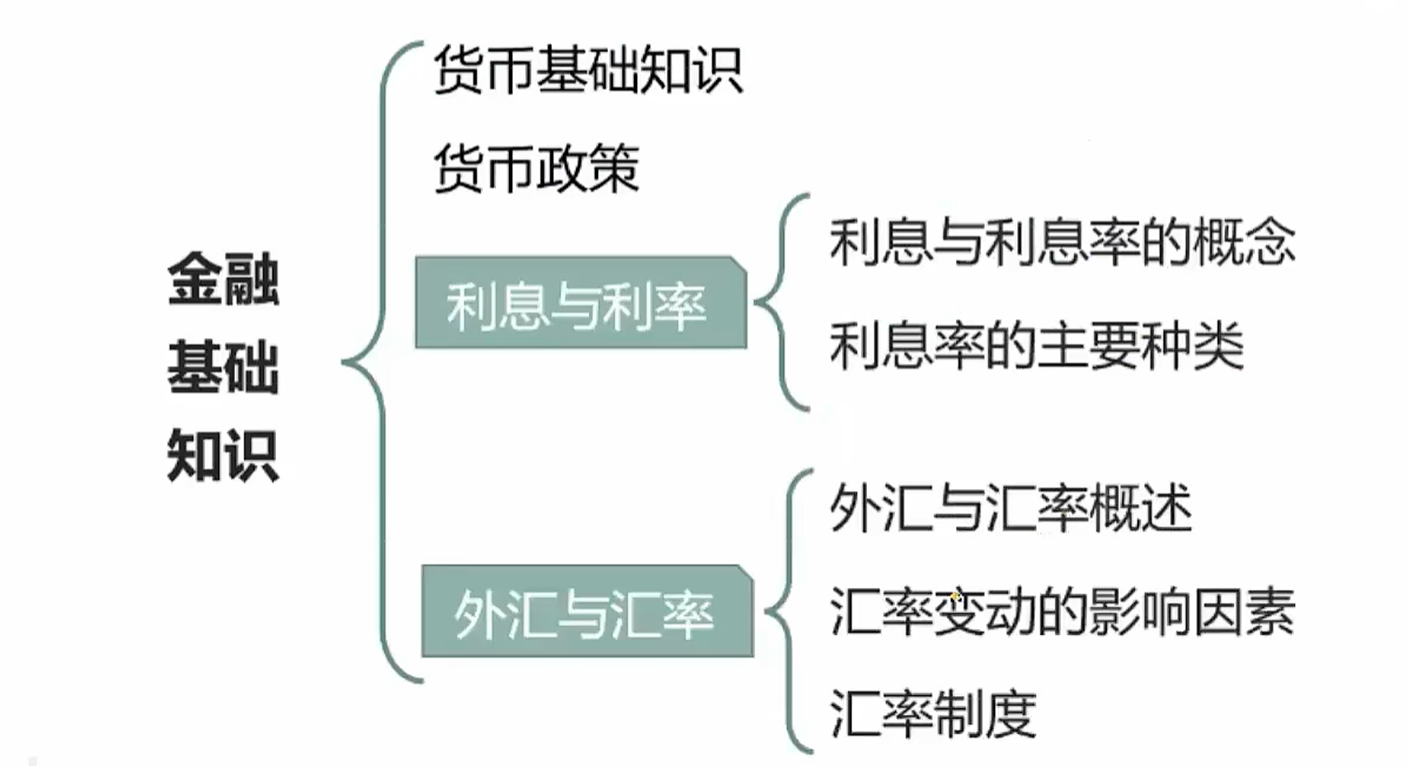 金融
基础
知识
货币基础知识
货币政策
利息与利率
利息与利息率的概念
利息率的主要种类
外汇与汇率
外汇与汇率概述
汇率变动的影响因素
汇率制度